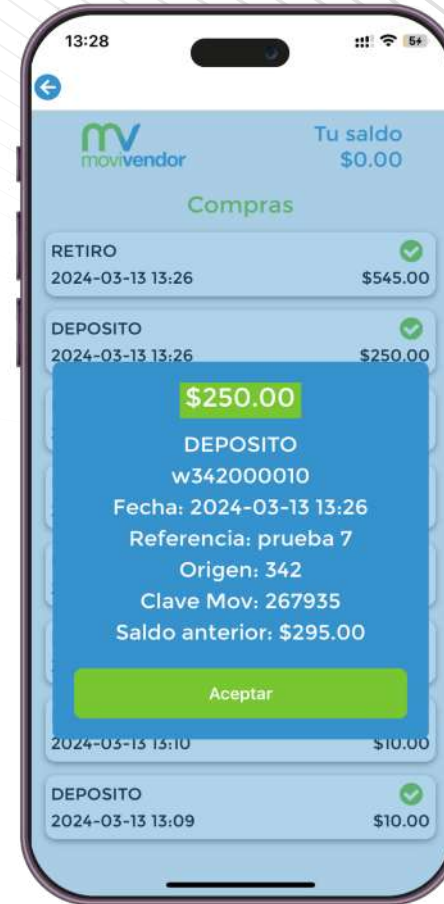 13:28
54
mv
movivendor
Tu saldo
$0.00
Compras
RETIRO
2024-03-13 13:26
$545.00
DEPOSITO
2024-03-13 13:26
$250.00
$250.00
DEPOSITO
w342000010
Fecha: 2024-03-13 13:26
Referencia: prueba 7
Origen: 342
Clave Mov: 267935
Saldo anterior: $295.00
Aceptar
2024-03-13 13:10
$10.00
DEPOSITO
2024-03-13 13:09
$10.00